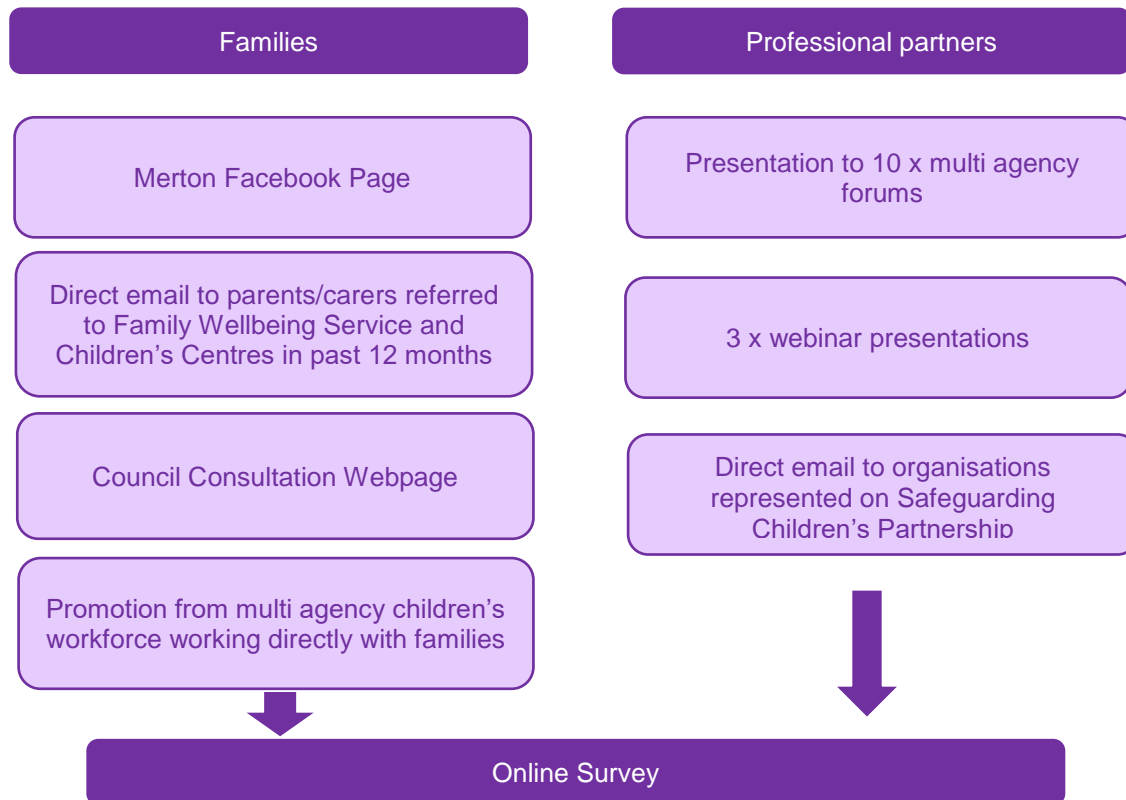 Families
Merton Facebook Page
Direct email to parents/carers referred
to Family Wellbeing Service and
Children’s Centres in past 12 months
Council Consultation Webpage
Promotion from multi agency children’s
workforce working directly with families
Professional partners
Presentation to 10 x multi agency
forums
3 x webinar presentations
Direct email to organisations
represented on Safeguarding
Children’s Partnership
Online Survey